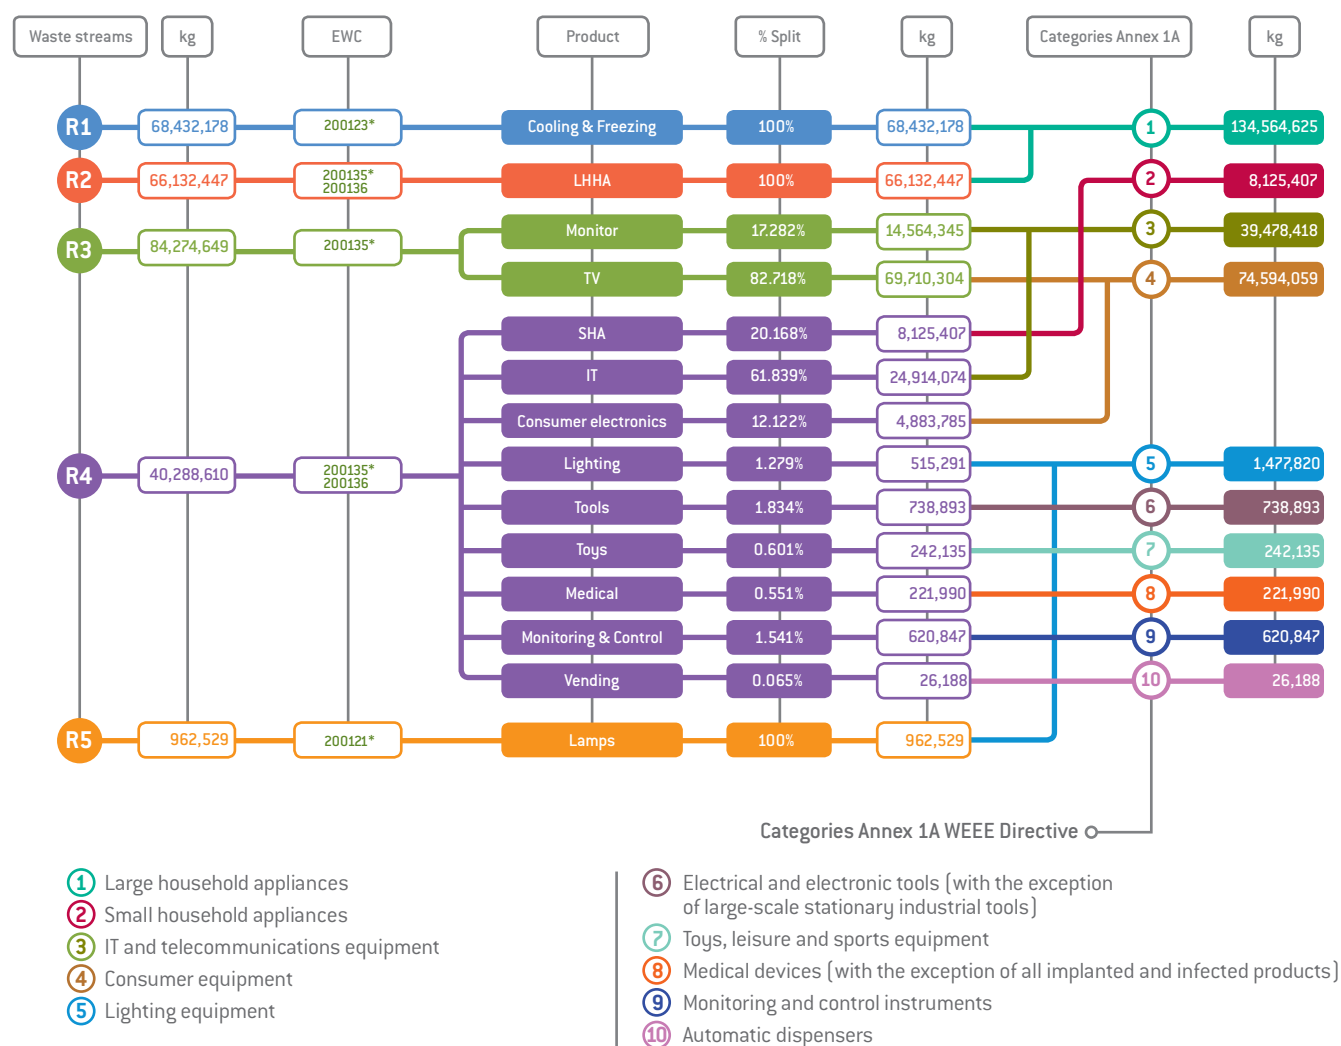 Waste streams kg EWC Product % Split kg Categories Annex 1A kg
R1 68,432,178 200123* Cooling & Freezing 100% 68,432,178 1 134,564,625
R2 66,132,447 200135* 200136 LHHA 100% 66,132,447 2 8,125,407
Monitor 17.282% 14,564,345 3 39,478,418
R3 84,274,649 200135*
TV 82.718% 69,710,304 4 74,594,059
SHA 20.168% 8,125,407
IT 61.839% 24,914,074
Consumer electronics 12.122% 4,883,785
Lighting 1.279% 515,291 5 1,477,820
R4 40,288,610 200135* 200136
Tools 1.834% 738,893 6 738,893
Toys 0.601% 242,135 7 242,135
Medical 0.551% 221,990 8 221,990
Monitoring & Control 1.541% 620,847 9 620,847
Vending 0.065% 26,188 10 26,188
R5 962,529 200121* Lamps 100% 962,529
Categories Annex 1A WEEE Directive
1 Large household appliances
2 Small household appliances
3 IT and telecommunications equipment
4 Consumer equipment
5 Lighting equipment
6 Electrical and electronic tools (with the exception
of large-scale stationary industrial tools)
7 Toys, leisure and sports equipment
8 Medical devices (with the exception of all implanted and infected products)
9 Monitoring and control instruments
10 Automatic dispensers